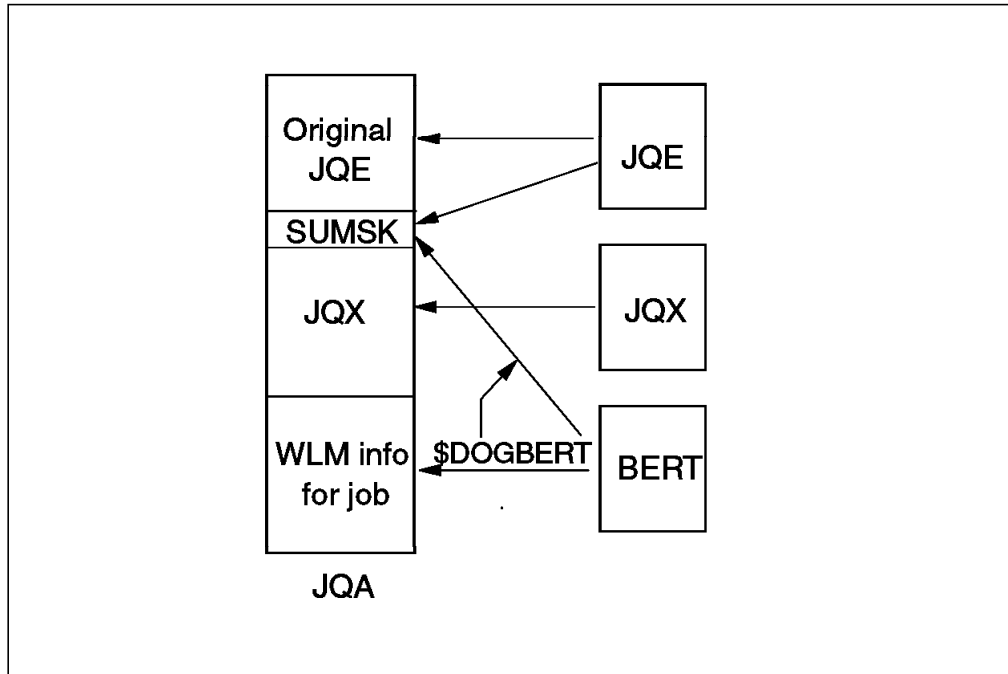 Original
JQE
SUMSK
JQX
WLM info
for job
JQA
JQE
JQX
$DOGBERT
BERT